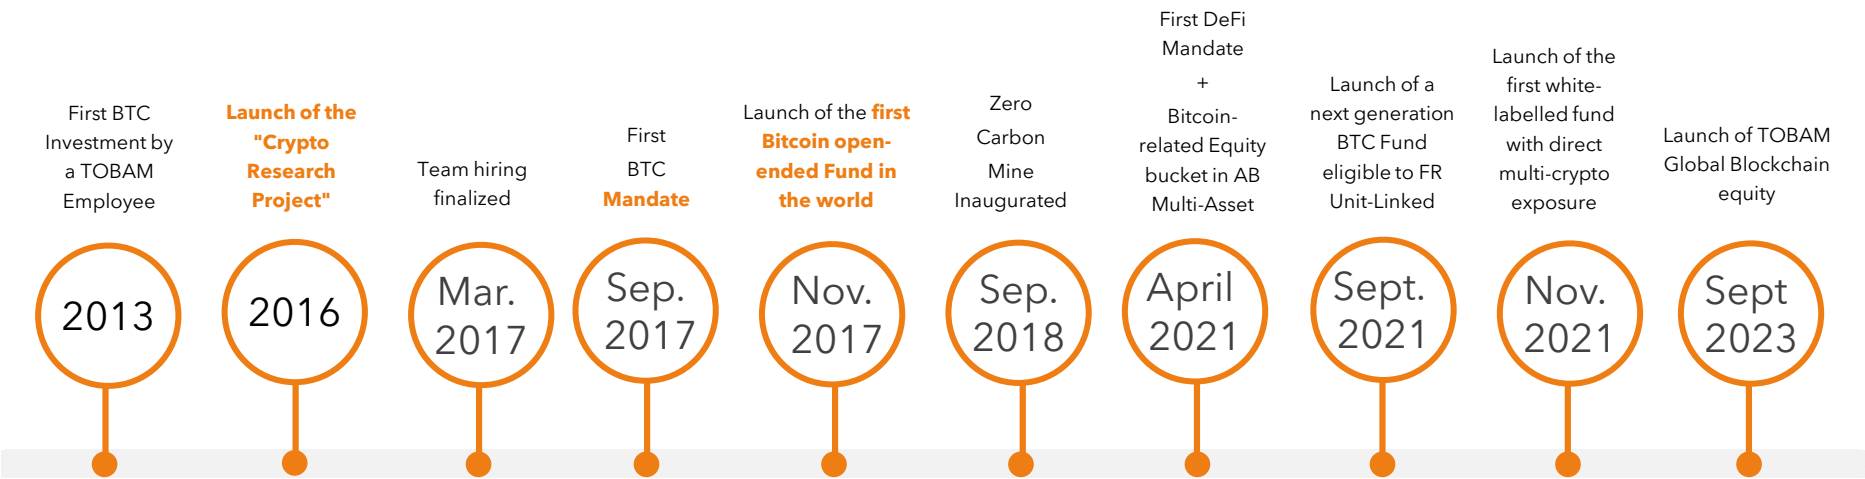 First BTC
Investment by
a TOBAM
Employee
2013
Launch of the
"Crypto
Research
Project"
2016
Team hiring
finalized
Mar.
2017
First
BTC
Mandate
Sep.
2017
Launch of the first
Bitcoin open-
ended Fund in
the world
Nov.
2017
Zero
Carbon
Mine
Inaugurated
Sep.
2018
First DeFi
Mandate
+
Bitcoin-
related Equity
bucket in AB
Multi-Asset
April
2021
Launch of a
next generation
BTC Fund
eligible to FR
Unit-Linked
Sept.
2021
Launch of the
first white-
labelled fund
with direct
multi-crypto
exposure
Nov.
2021
Launch of TOBAM
Global Blockchain
equity
Sept
2023